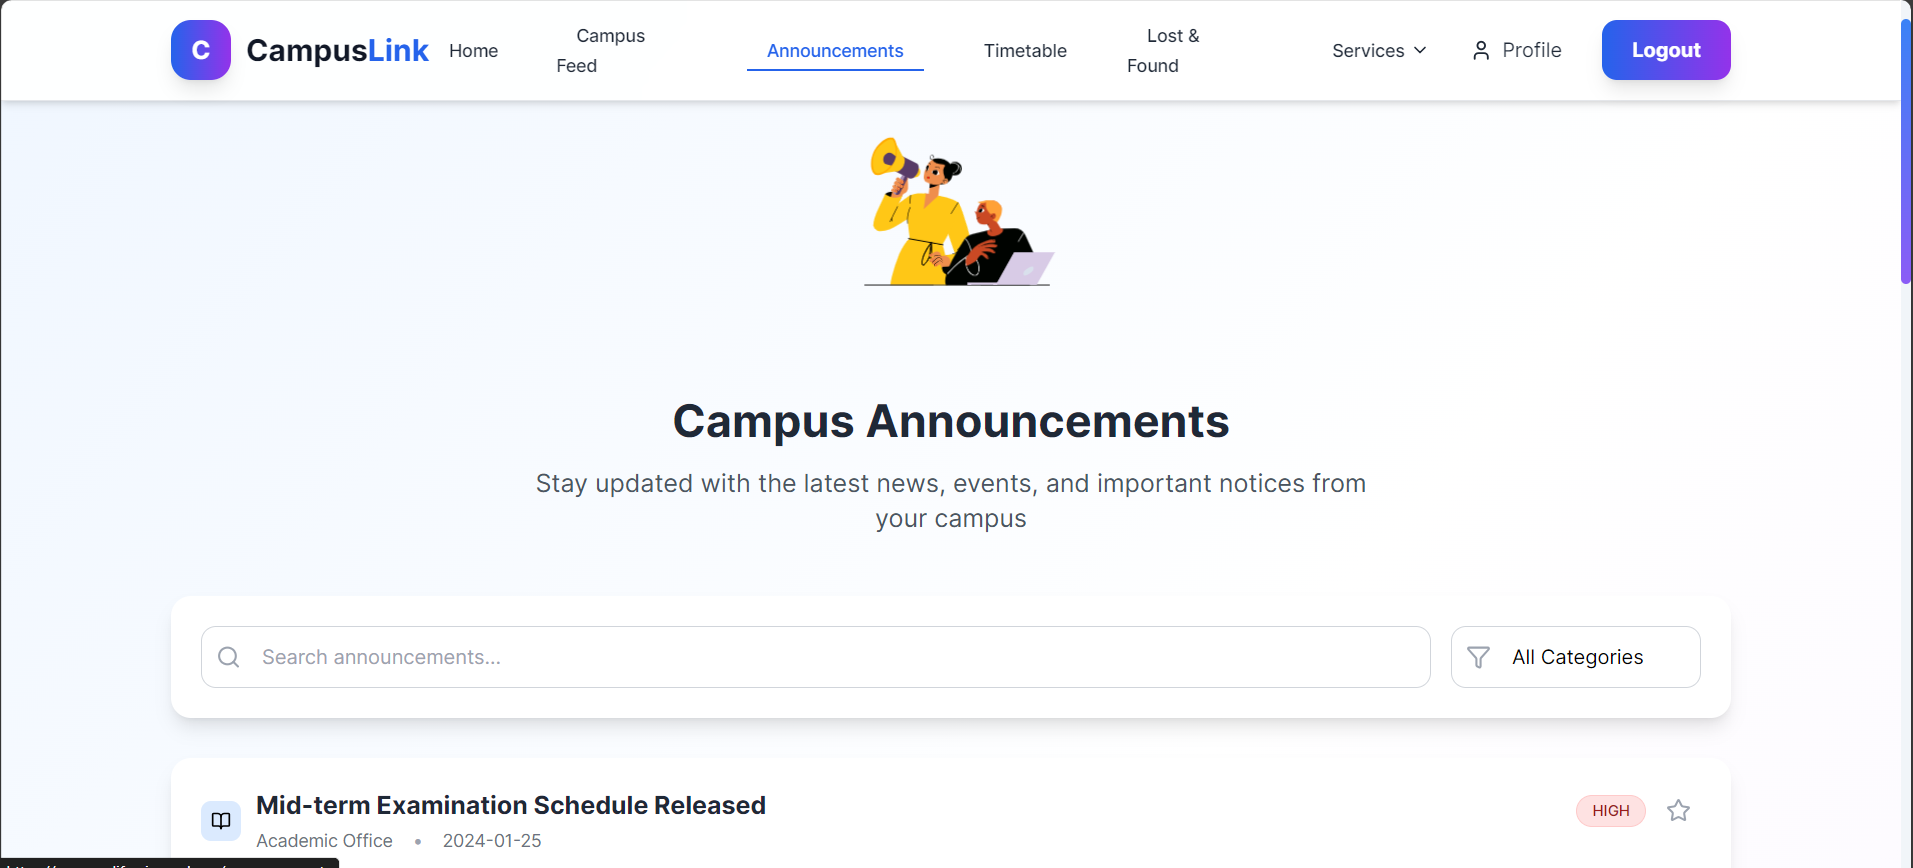 C CampusLink Home Campus Feed Announcements Timetable Lost & Found Services Profile Logout
Campus Announcements
Stay updated with the latest news, events, and important notices from
your campus
Search announcements...
All Categories
Mid-term Examination Schedule Released
HIGH
Academic Office • 2024-01-25